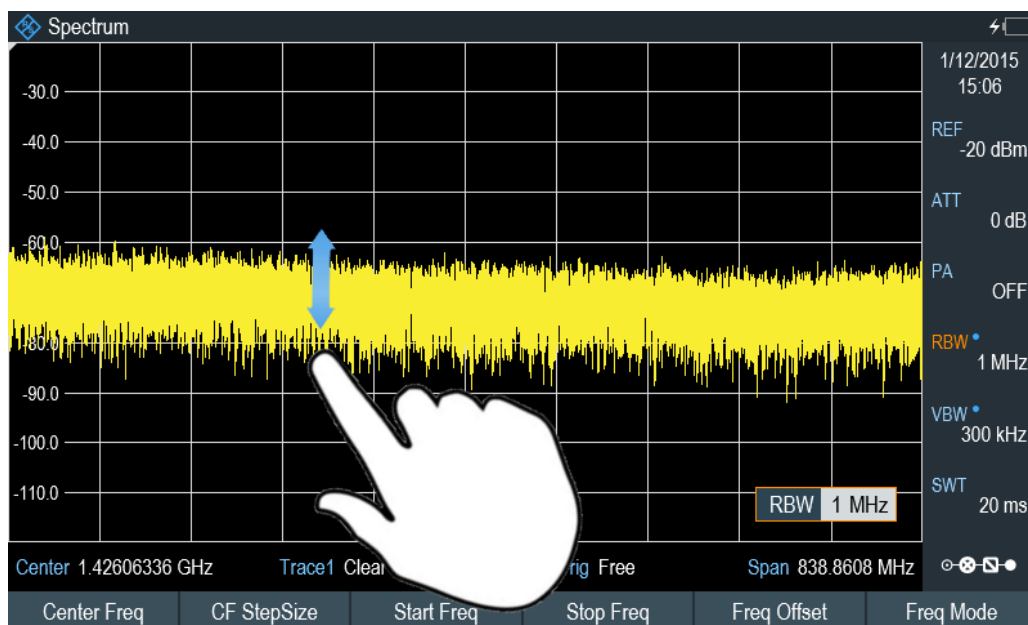 Spectrum
1/12/2015
15:06
-30.0
-40.0
-50.0
-60.0
-80.0
-90.0
-100.0
-110.0
REF
-20 dBm
ATT
0 dB
PA
OFF
RBW
1 MHz
VBW
300 kHz
SWT
20 ms
RBW 1 MHz
Center 1.42606336 GHz Trace1 Free Span 838.8608 MHz
Center Freq CF StepSize Start Freq Stop Freq Freq Offset Freq Mode